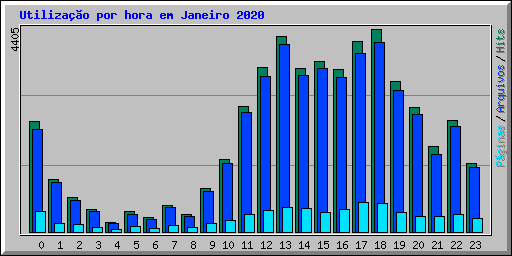 Utilização por hora em Janeiro 2020
4405
Páginas / Arquivos / Hits
0 1 2 3 4 5 6 7 8 9 10 11 12 13 14 15 16 17 18 19 20 21 22 23